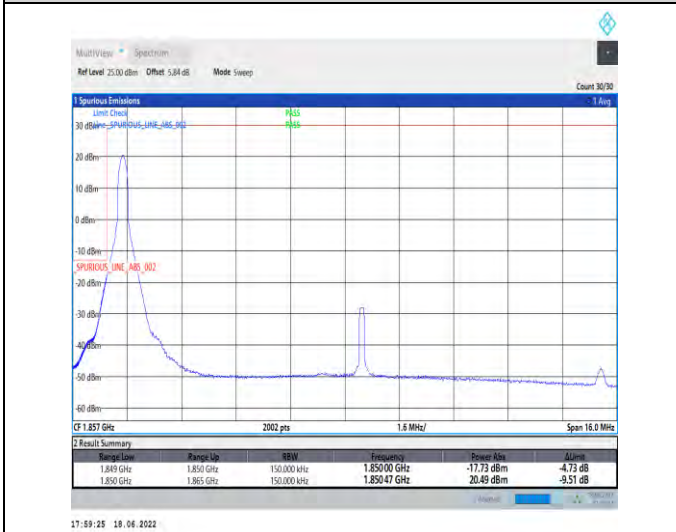 MultiView Spectrum
Ref Level 25.00 dBm Offset 5.84 dB Mode Sweep
Count 30/30
1 Spurious Emissions 1 Avg
Limit Check PASS
30 dBm Line _SPURIOUS_LINE_ABS_002 PASS
20 dBm
10 dBm
0 dBm
-10 dBm
_SPURIOUS_LINE_ABS_002
-20 dBm
-30 dBm
-40 dBm
-50 dBm
-60 dBm
CF 1.857 GHz 2002 pts 1.6 MHz/ Span 16.0 MHz
2 Result Summary
Range Low Range Up RBW Frequency Power Abs ΔLimit
1.849 GHz 1.850 GHz 150.000 kHz 1.85000 GHz -17.73 dBm -4.73 dB
1.850 GHz 1.865 GHz 150.000 kHz 1.85047 GHz 20.49 dBm -9.51 dB
17:59:25 18.06.2022